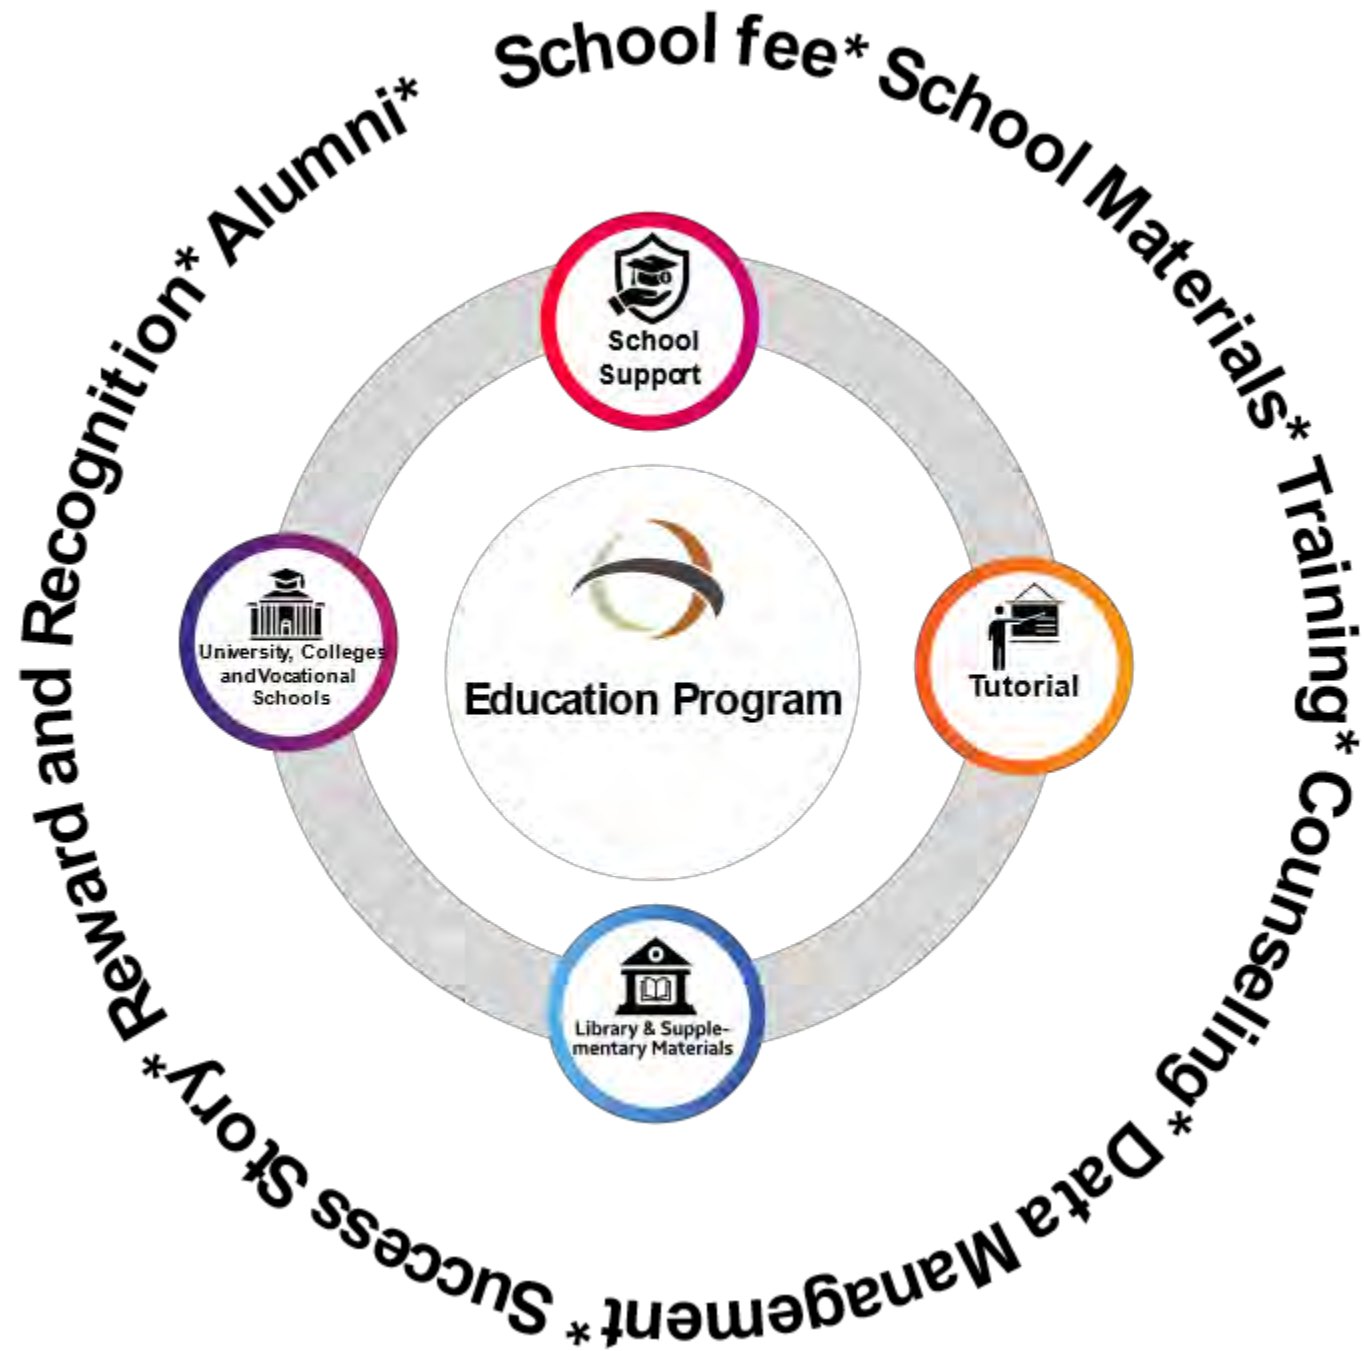 School fee* School Materials* Training* Counseling* Data Management* Success Story* Reward and Recognition* Alumni*
School
Support
University, Colleges
and Vocational
Schools
Education Program
Tutorial
Library & Supple-
mentary Materials